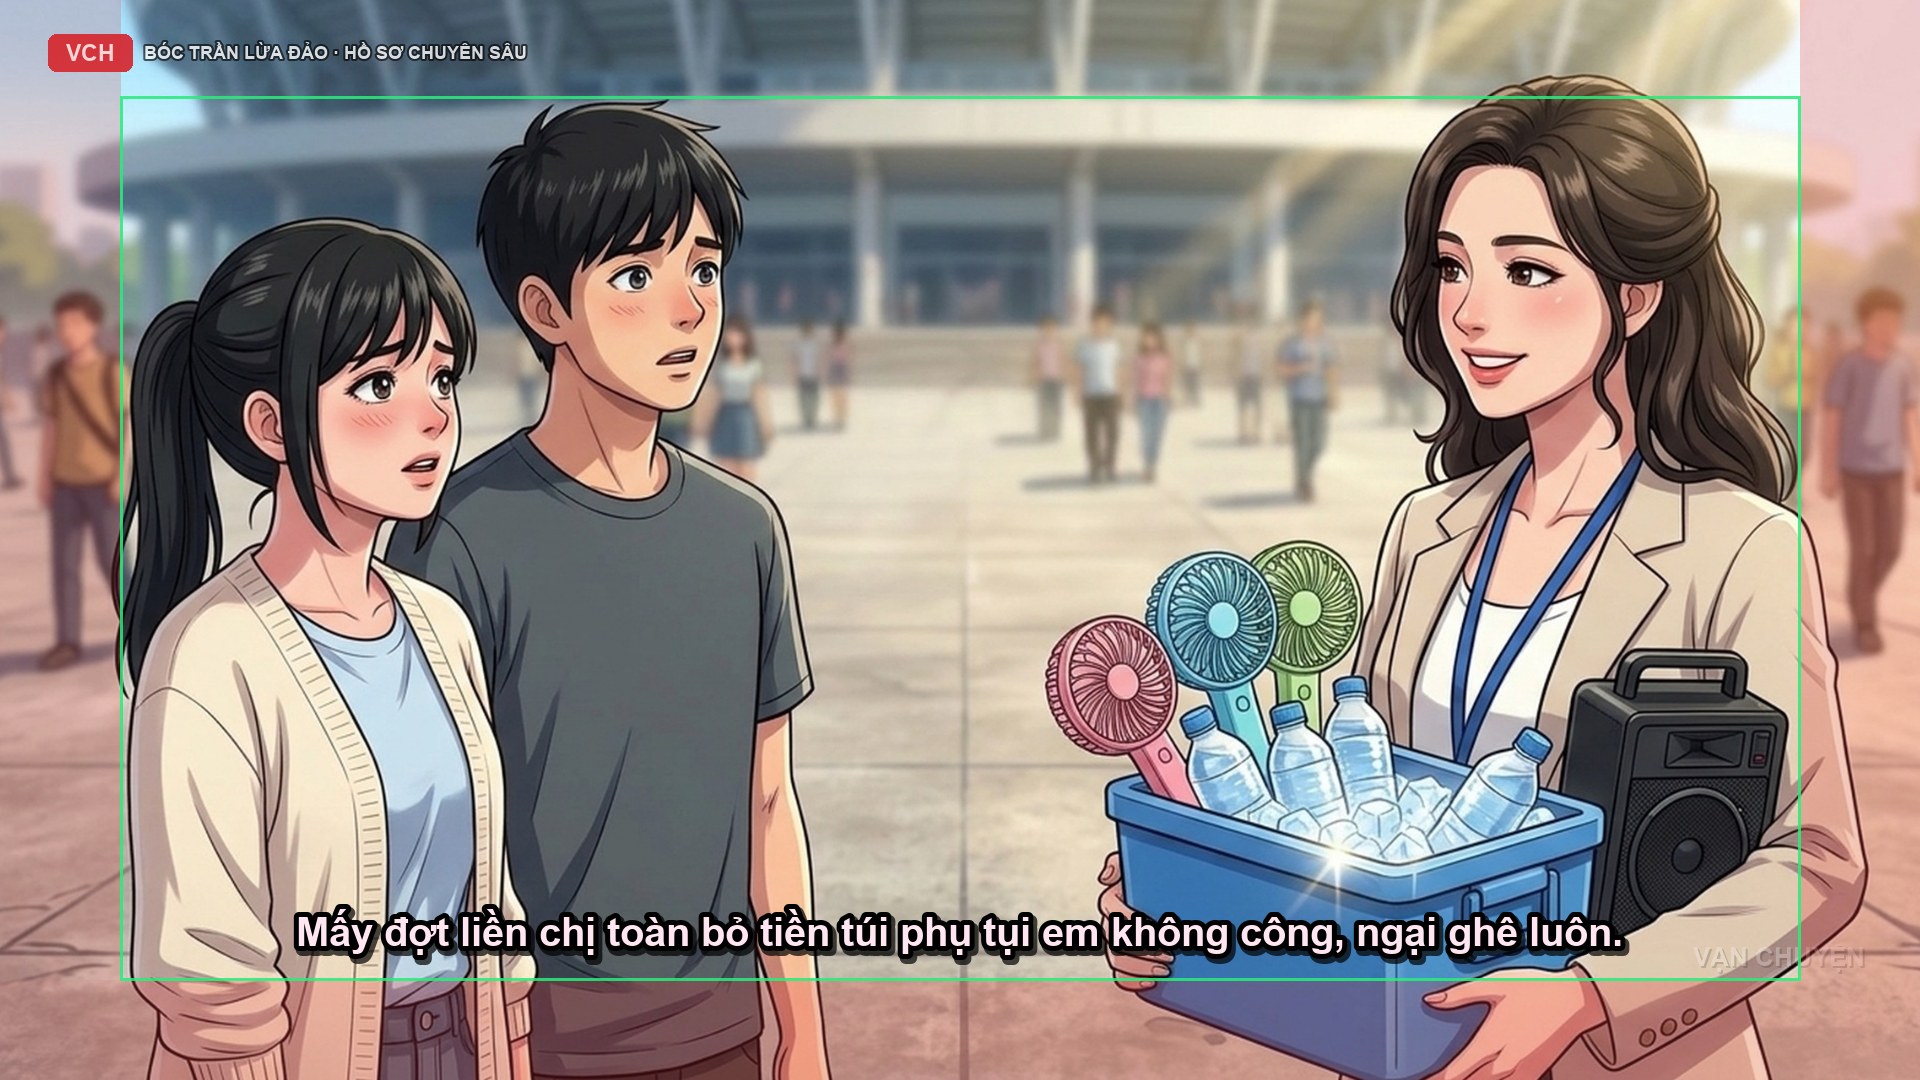 VCH BÓC TRẦN LỪA ĐẢO · HỒ SƠ CHUYÊN SÂU
Mấy đợt liền chị toàn bỏ tiền túi phụ tụi em không công, ngại ghê luôn.
VẠN CHUYỆN